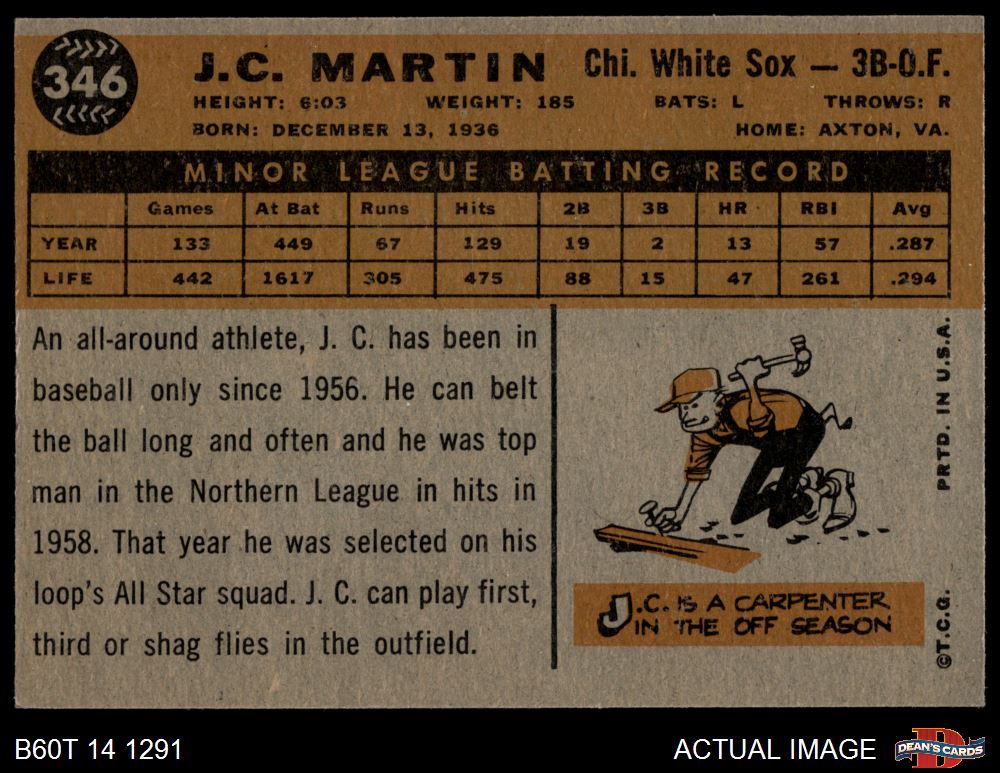 346
J.C. MARTIN Chi. White Sox — 3B-O.F.
HEIGHT: 6:03 WEIGHT: 185 BATS: L THROWS: R
BORN: DECEMBER 13, 1936 HOME: AXTON, VA.
MINOR LEAGUE BATTING RECORD
Games At Bat Runs Hits 2B 3B HR RBI Avg
YEAR 133 449 67 129 19 2 13 57 .287
LIFE 442 1617 305 475 88 15 47 261 .294
An all-around athlete, J. C. has been in
baseball only since 1956. He can belt
the ball long and often and he was top
man in the Northern League in hits in
1958. That year he was selected on his
loop's All Star squad. J. C. can play first,
third or shag flies in the outfield.
J.C. IS A CARPENTER
IN THE OFF SEASON
PRTD. IN U.S.A.
©T.C.G.
B60T 14 1291
ACTUAL IMAGE
DEAN'S CARDS